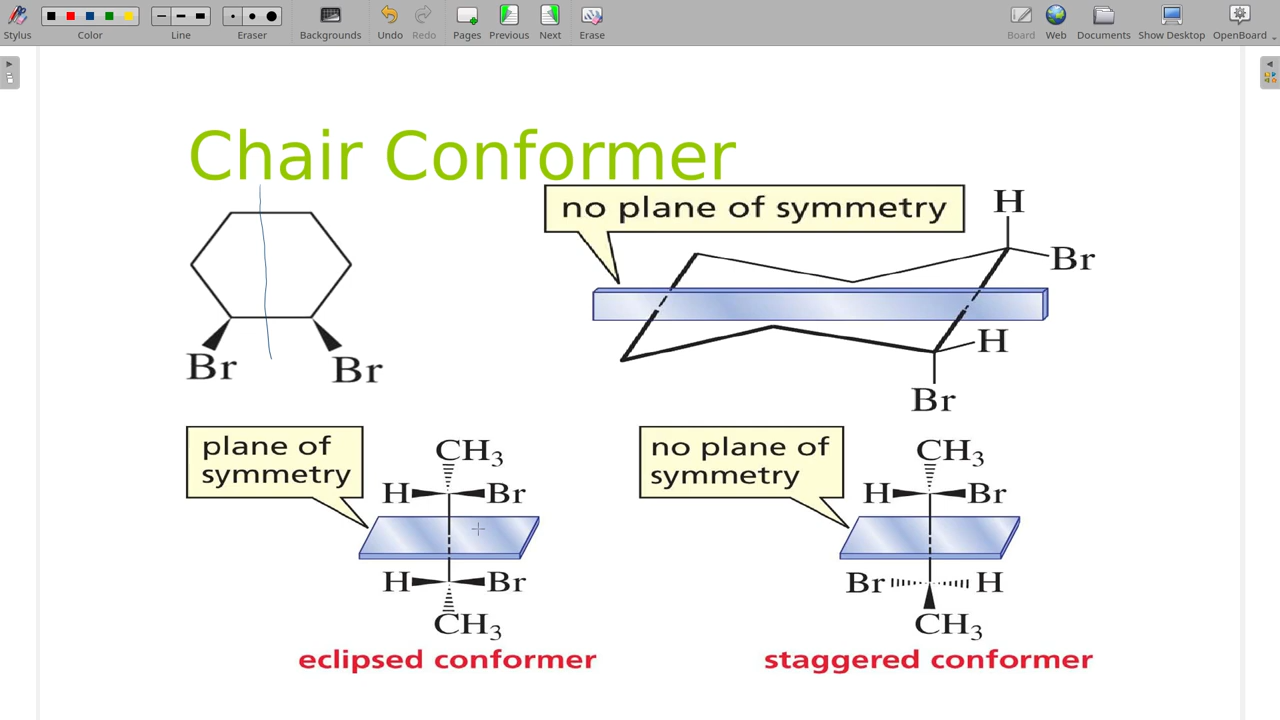 Stylus
Color
Line
Eraser
Backgrounds
Undo
Redo
Pages
Previous
Next
Erase
Board
Web
Documents
Show Desktop
OpenBoard
Chair Conformer
no plane of symmetry
H
Br
H
Br
Br
Br
plane of
symmetry
CH3
H
Br
H
Br
CH3
eclipsed conformer
no plane of
symmetry
CH3
H
Br
Br
H
CH3
staggered conformer